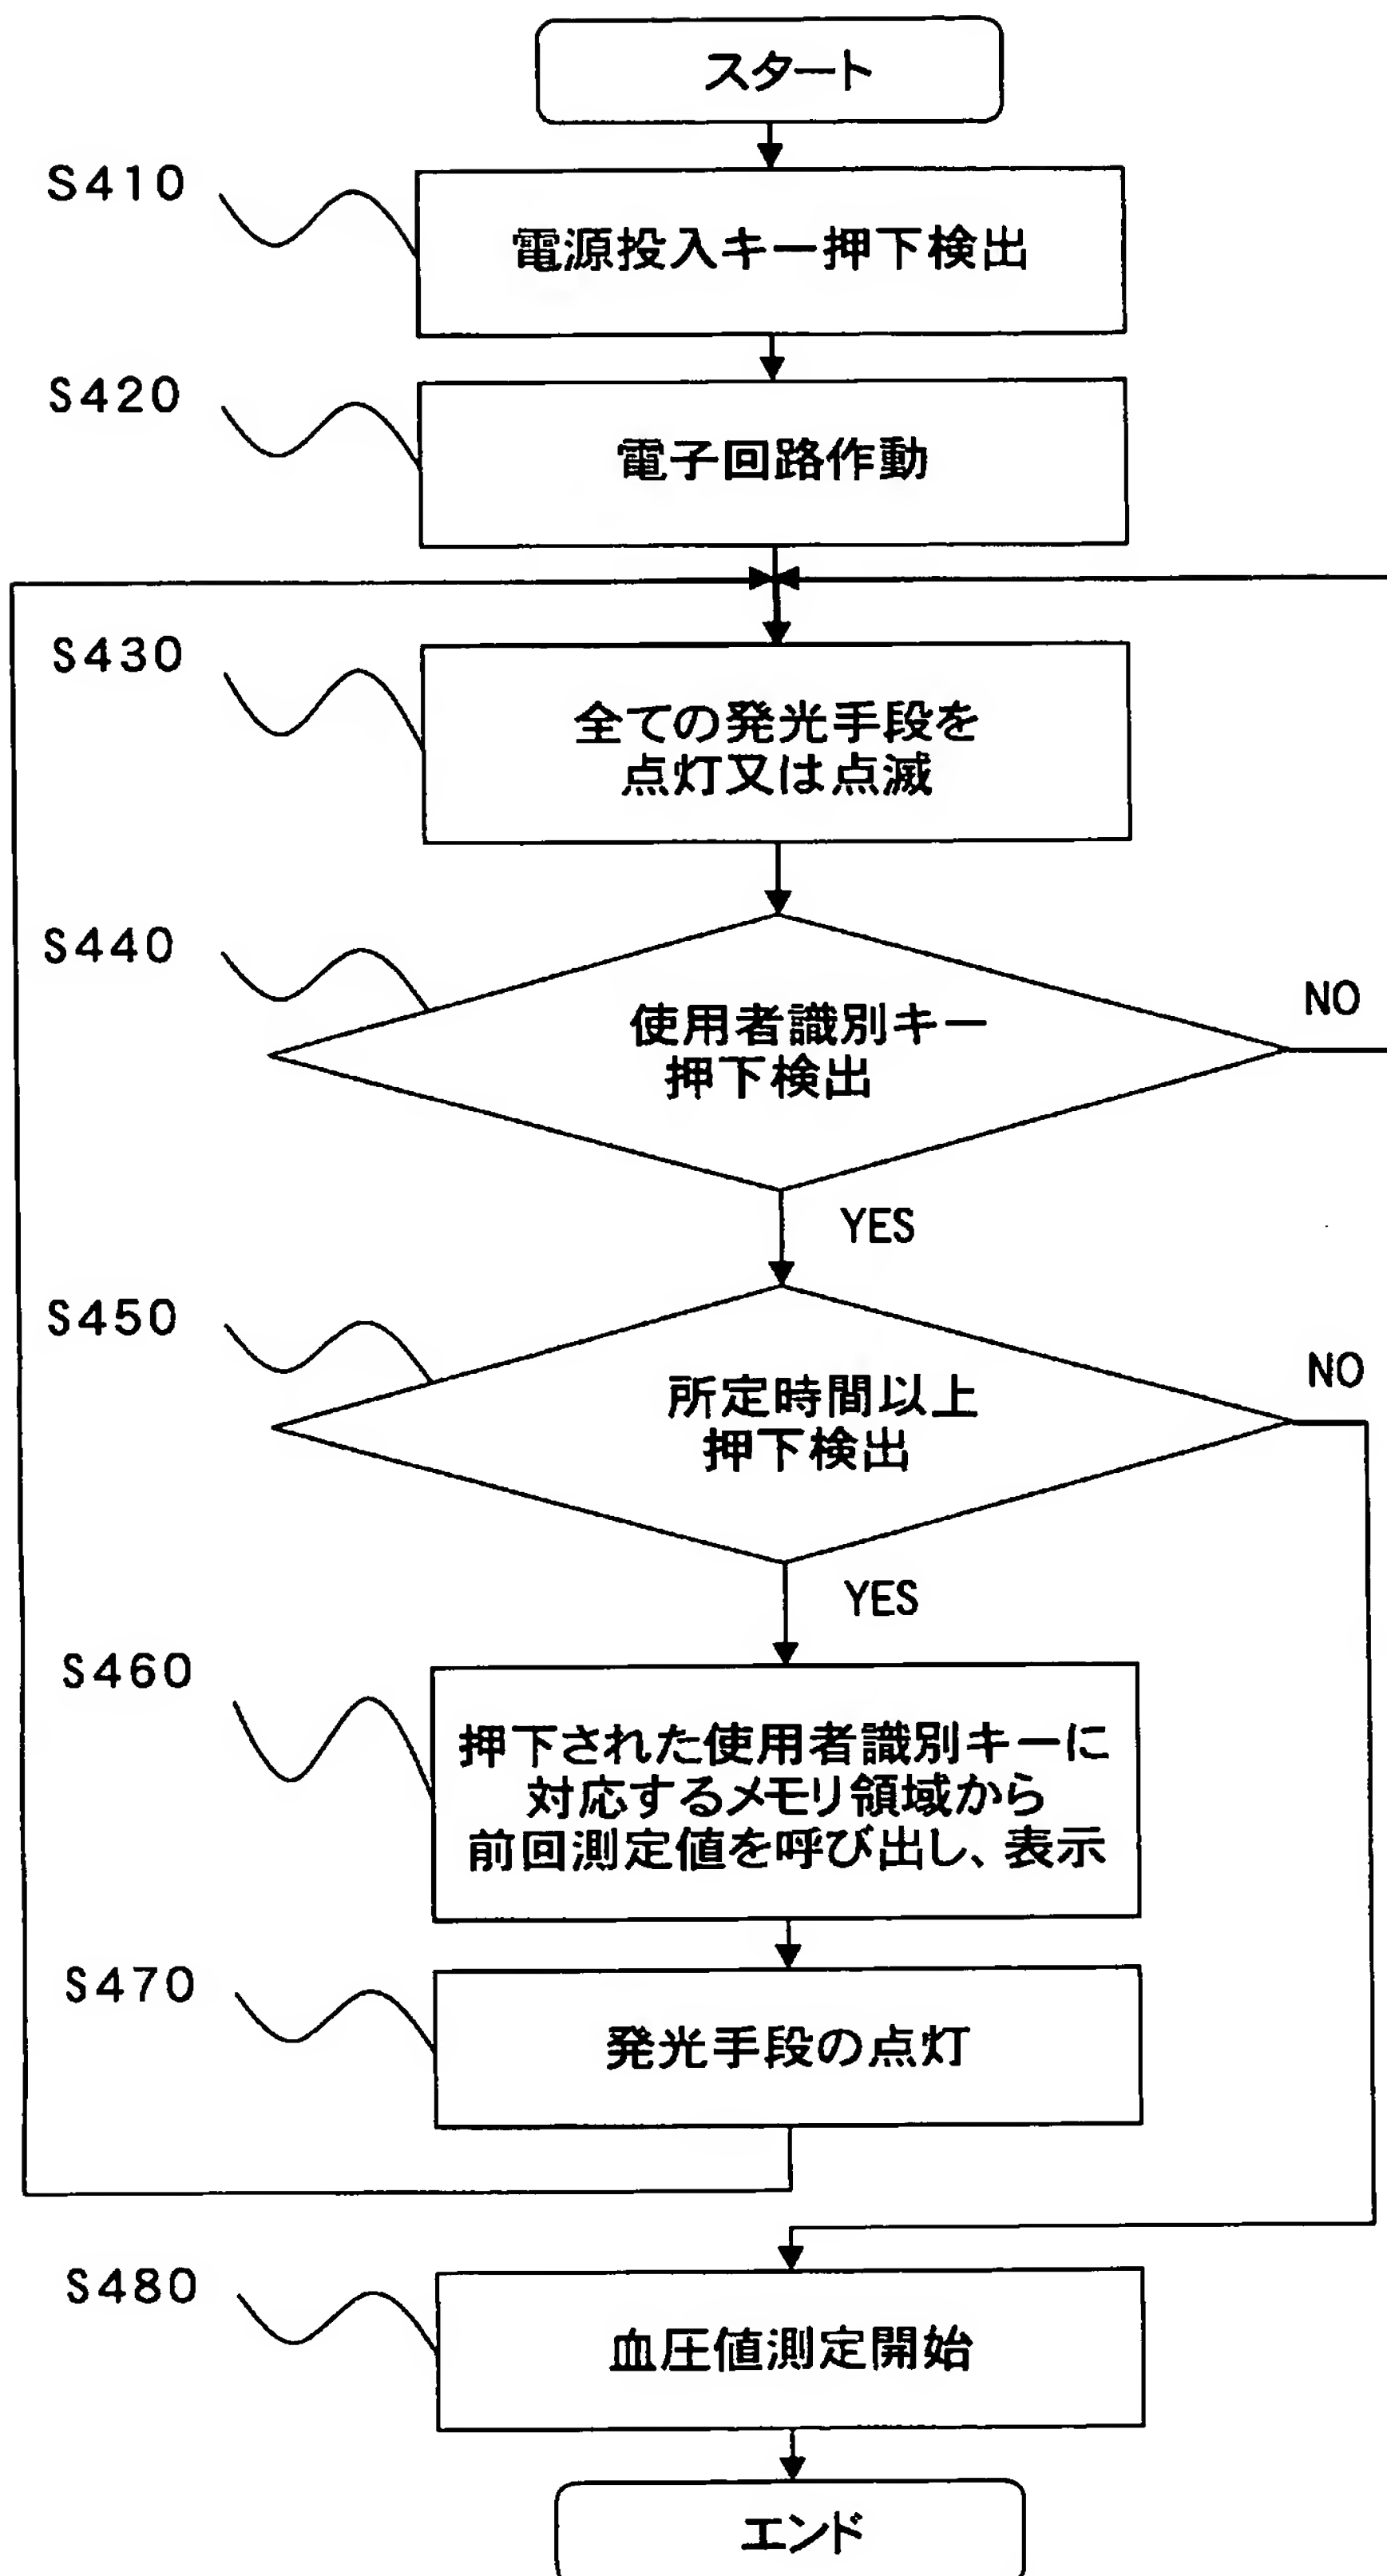 スタート
S410
電源投入キー押下検出
S420
電子回路作動
S430
全ての発光手段を
点灯又は点滅
S440
使用者識別キー
押下検出
NO
YES
S450
所定時間以上
押下検出
NO
YES
S460
押下された使用者識別キーに
対応するメモリ領域から
前回測定値を呼び出し、表示
S470
発光手段の点灯
S480
血圧値測定開始
エンド